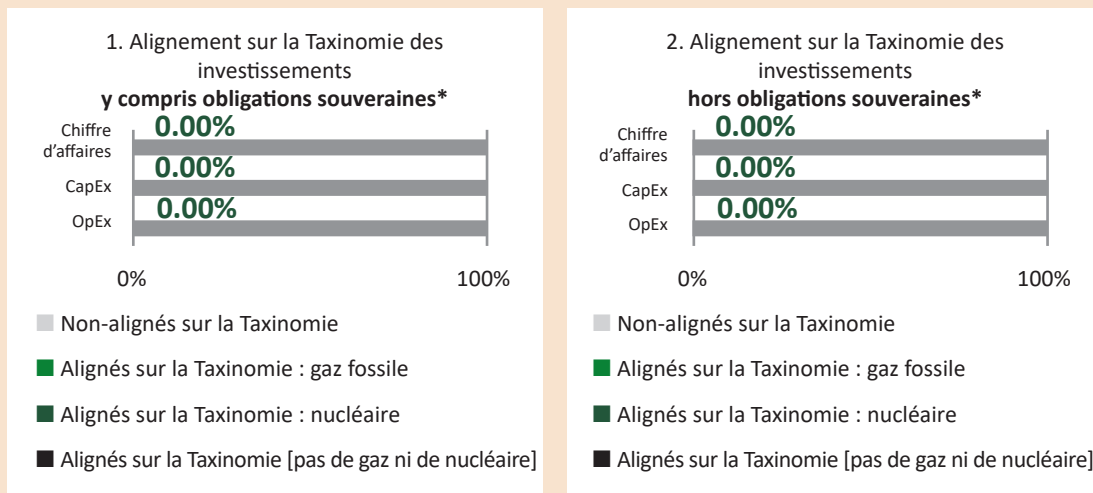 1. Alignement sur la Taxinomie des
investissements
y compris obligations souveraines*
Chiffre
d'affaires
0.00%
CapEx
0.00%
OpEx
0.00%
0%
100%
Non-alignés sur la Taxinomie
Alignés sur la Taxinomie : gaz fossile
Alignés sur la Taxinomie : nucléaire
Alignés sur la Taxinomie [pas de gaz ni de nucléaire]
2. Alignement sur la Taxinomie des
investissements
hors obligations souveraines*
Chiffre
d'affaires
0.00%
CapEx
0.00%
OpEx
0.00%
0%
100%
Non-alignés sur la Taxinomie
Alignés sur la Taxinomie : gaz fossile
Alignés sur la Taxinomie : nucléaire
Alignés sur la Taxinomie [pas de gaz ni de nucléaire]